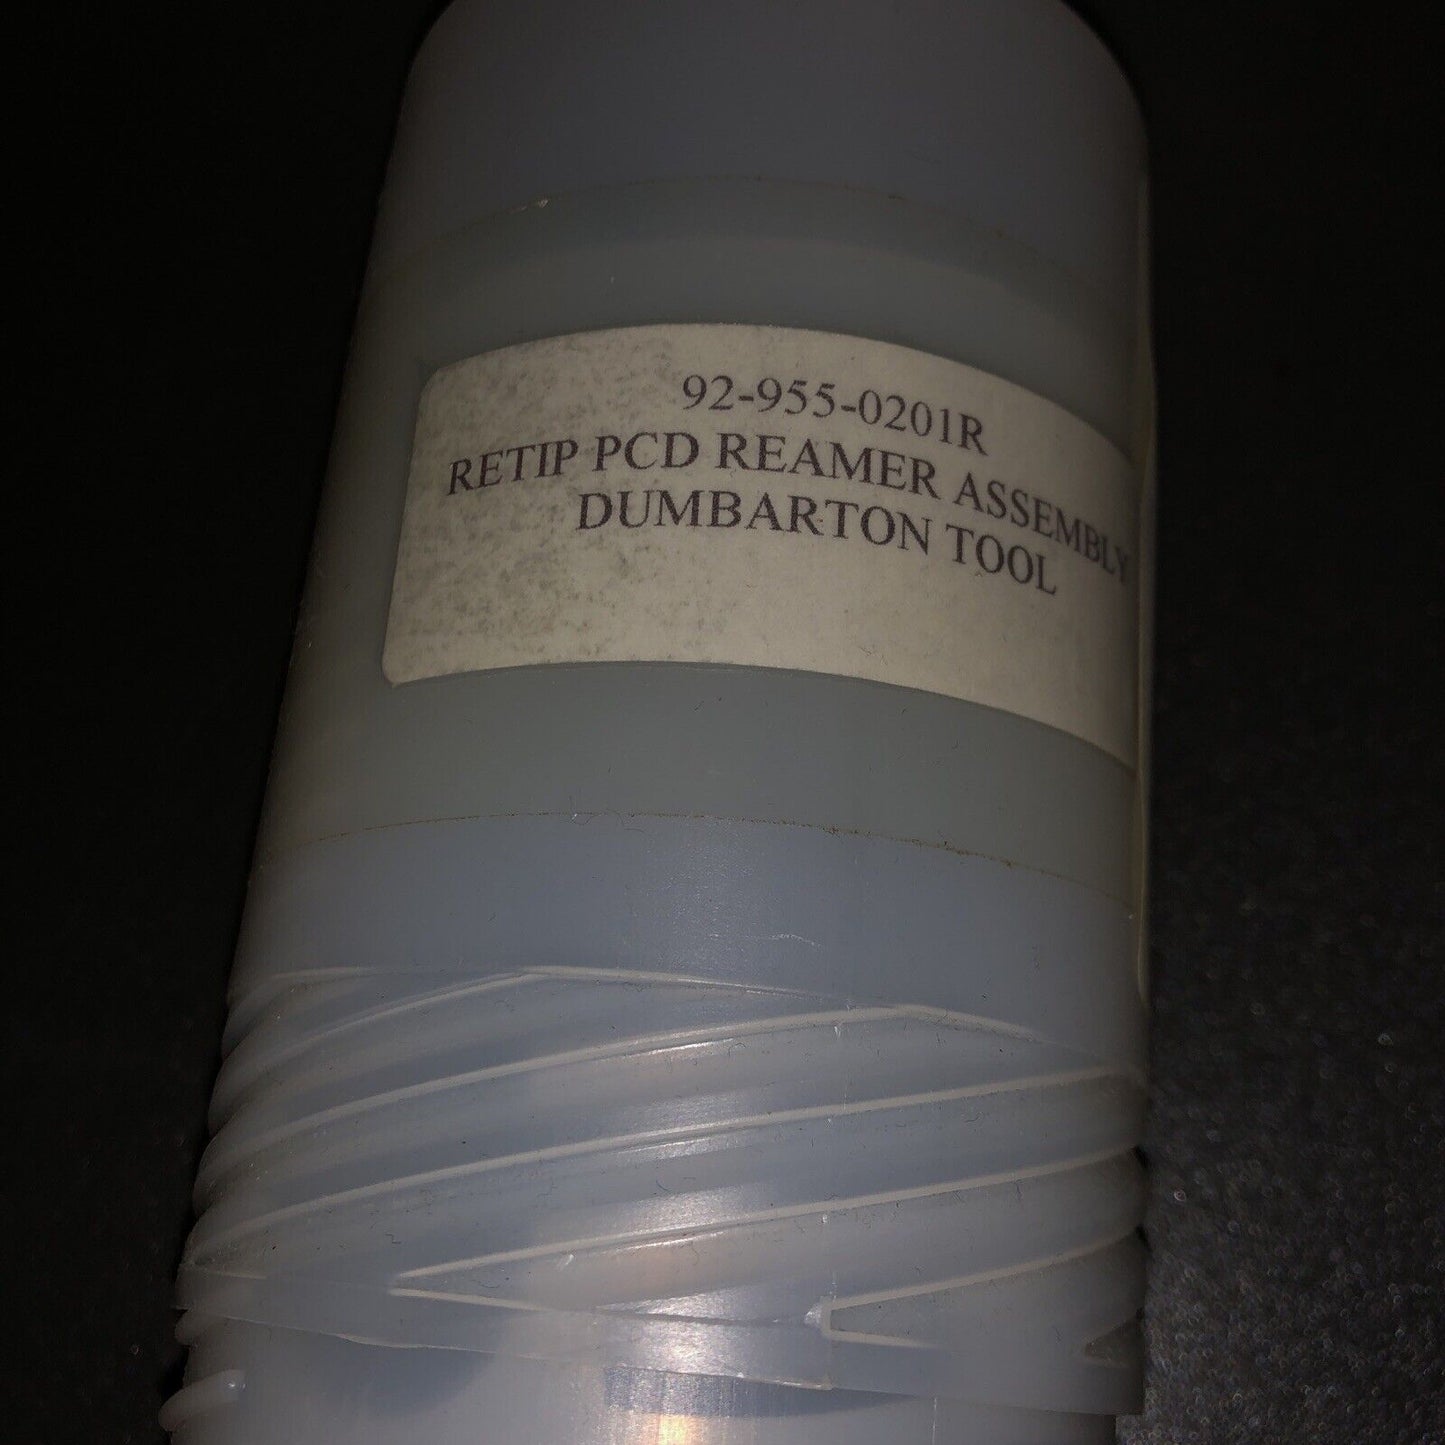 92-955-0201R
RETIP PCD REAMER ASSEMBLY
DUMBARTON TOOL